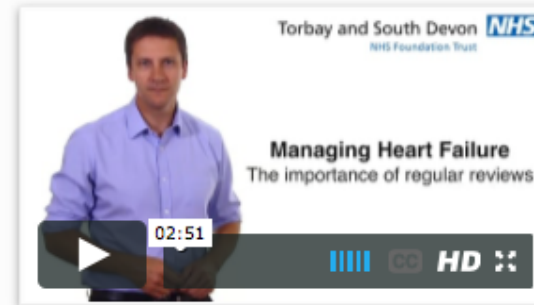 Torbay and South Devon NHS
NHS Foundation Trust
Managing Heart Failure
The importance of regular reviews
02:51
CC HD